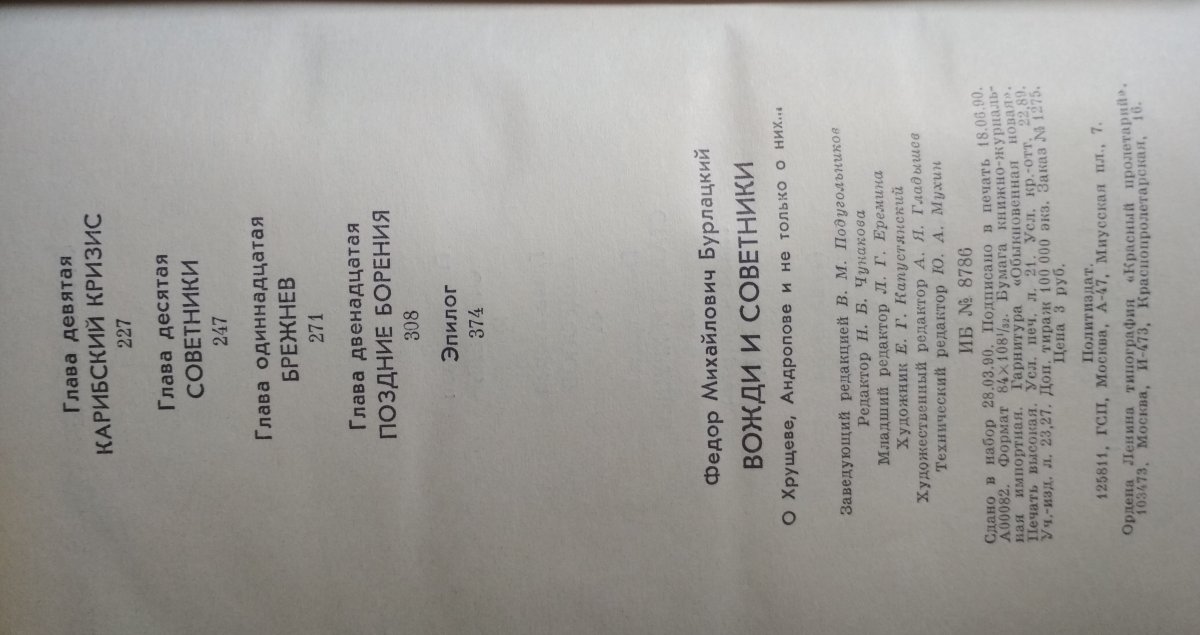 Глава девятая
КАРИБСКИЙ КРИЗИС
227
Глава десятая
СОВЕТНИКИ
247
Глава одиннадцатая
БРЕЖНЕВ
271
Глава двенадцатая
ПОЗДНИЕ БОРЕНИЯ
308
Эпилог
374
Федор Михайлович Бурлацкий
ВОЖДИ И СОВЕТНИКИ
О Хрущеве, Андропове и не только о них...
Заведующий редакцией В. М. Подугольников
Редактор Н. Б. Чунакова
Младший редактор Л. Г. Еремина
Художник Е. Г. Капустянский
Художественный редактор А. Я. Гладышев
Технический редактор Ю. А. Мухин
ИБ № 8786
Сдано в набор 28.03.90. Подписано в печать 18.06.90.
А00082. Формат 84×108¹/₃₂. Бумага книжно-журналь-
ная импортная. Гарнитура «Обыкновенная новая».
Печать высокая. Усл. печ. л. 21. Усл. кр.-отт. 22,89.
Уч.-изд. л. 23,27. Доп. тираж 100 000 экз. Заказ № 1275.
Цена 3 руб.
Политиздат.
125811, ГСП, Москва, А-47, Миусская пл., 7.
Ордена Ленина типография «Красный пролетарий».
103473, Москва, И-473, Краснопролетарская, 16.